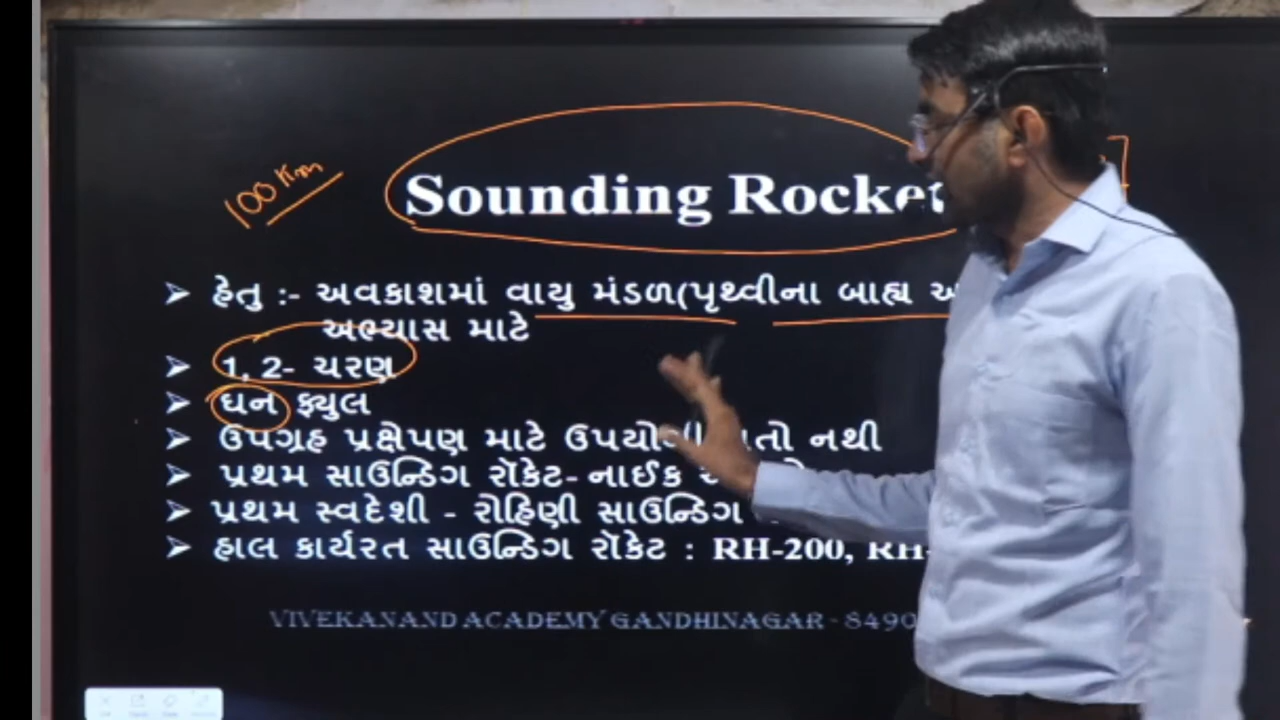 100 Km
Sounding Rocket
➢ હેતુ :- અવકાશમાં વાયુ મંડળ(પૃથ્વીના બાહ્ય
અભ્યાસ માટે
➢ 1, 2- ચરણ
➢ ઘન ફ્યુલ
➢ ઉપગ્રહ પ્રક્ષેપણ માટે નથી
➢ પ્રથમ સાઉન્ડિગ રૉકેટ- નાઈક
➢ પ્રથમ સ્વદેશી - રોહિણી સાઉન્ડિગ
➢ હાલ કાર્યરત સાઉન્ડિગ રૉકેટ : RH-200, RH-
VIVEKANAND ACADEMY GANDHINAGAR - 8490